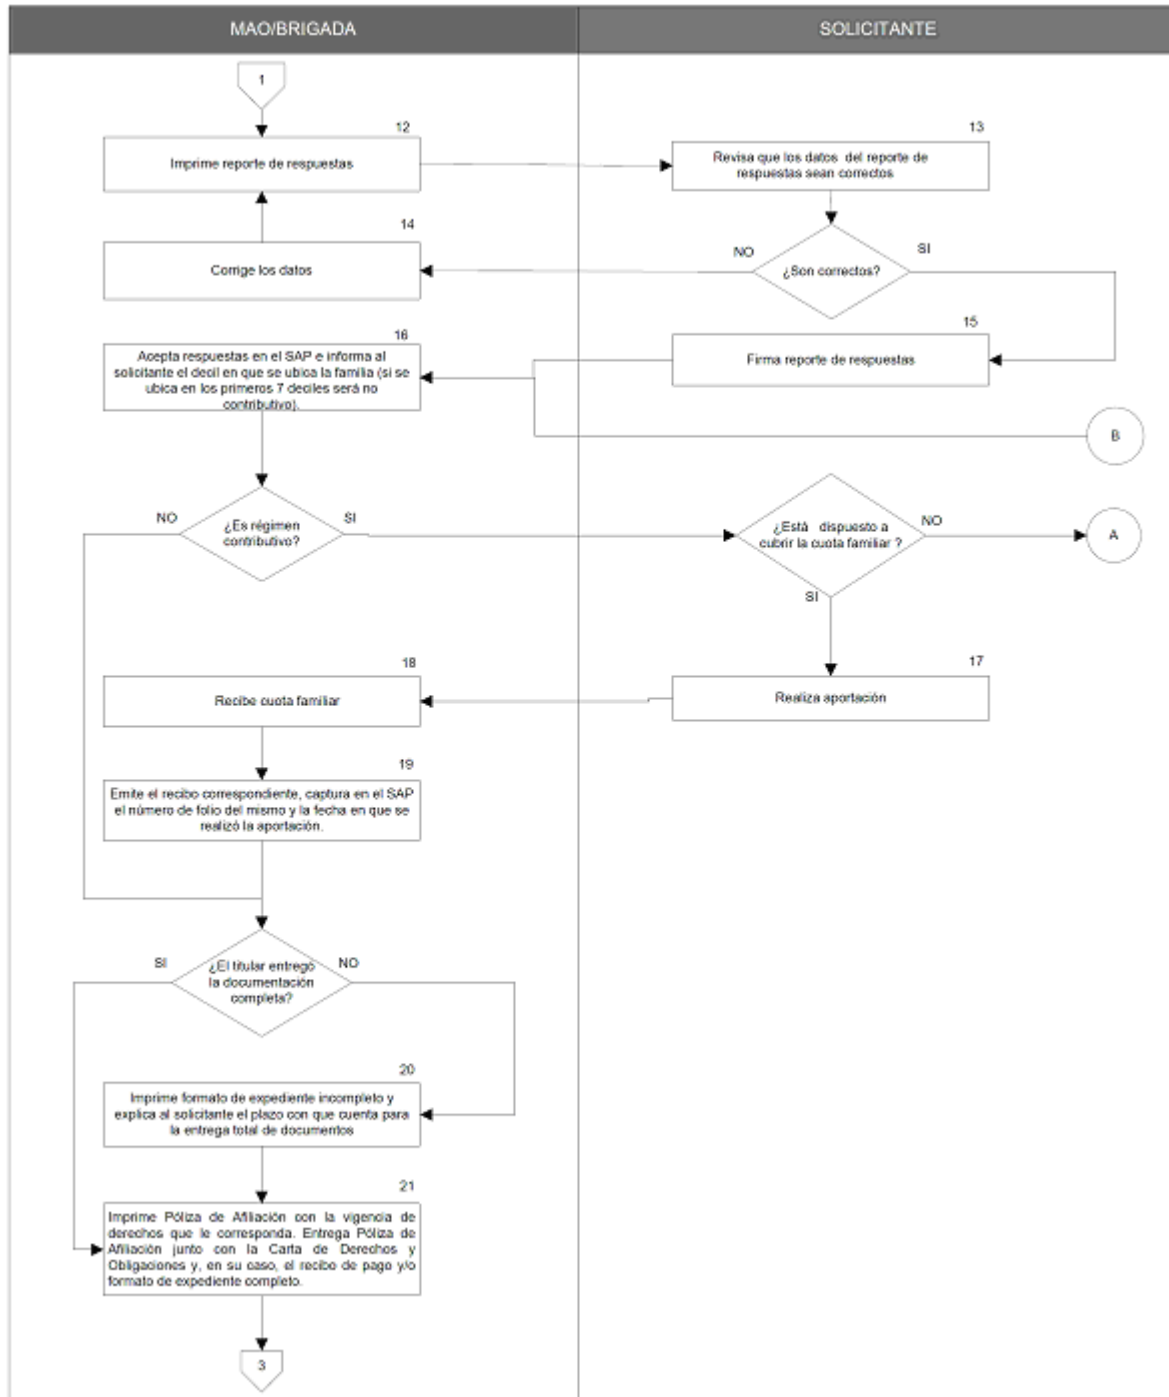 MAO/BRIGADA
SOLICITANTE
1
12
Imprime reporte de respuestas
13
Revisa que los datos del reporte de
respuestas sean correctos
14
Corrige los datos
NO
SI
¿Son correctos?
15
Firma reporte de respuestas
16
Acepta respuestas en el SAP e informa al
solicitante el decil en que se ubica la familia (si se
ubica en los primeros 7 deciles será no
contributivo).
B
NO
SI
¿Es régimen
contributivo?
¿Está dispuesto a
cubrir la cuota familiar ?
NO
A
SI
17
Realiza aportación
18
Recibe cuota familiar
19
Emite el recibo correspondiente, captura en el SAP
el número de folio del mismo y la fecha en que se
realizó la aportación.
SI
NO
¿El titular entregó
la documentación
completa?
20
Imprime formato de expediente incompleto y
explica al solicitante el plazo con que cuenta para
la entrega total de documentos
21
Imprime Póliza de Afiliación con la vigencia de
derechos que le corresponda. Entrega Póliza de
Afiliación junto con la Carta de Derechos y
Obligaciones y, en su caso, el recibo de pago y/o
formato de expediente completo.
3